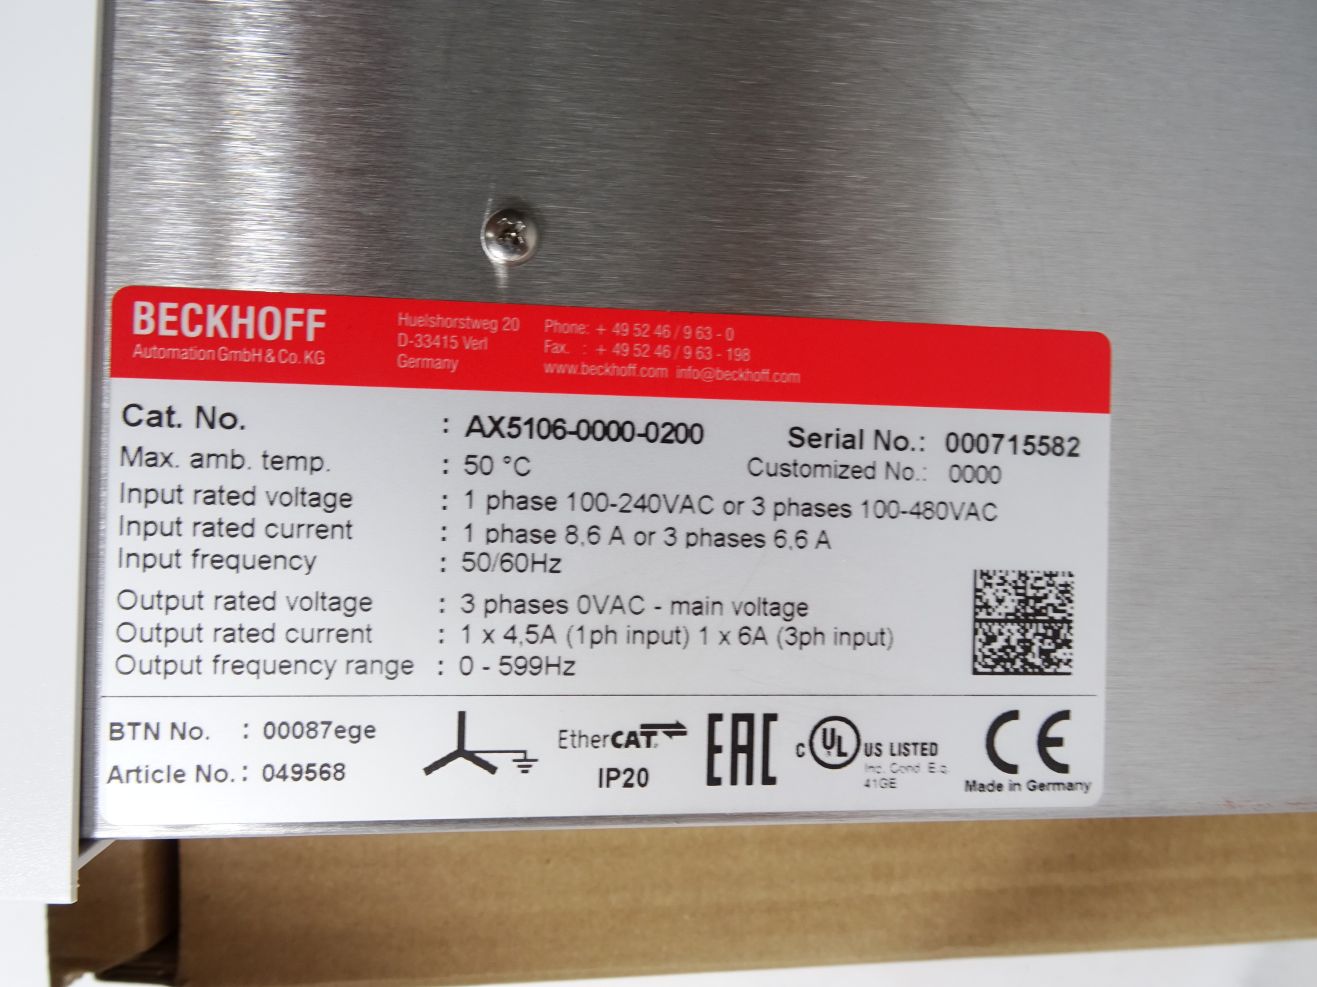 BECKHOFF
Automation GmbH & Co. KG
Huelshorstweg 20
D-33415 Verl
Germany
Phone: + 49 52 46 / 9 63 - 0
Fax. : + 49 52 46 / 9 63 - 198
www.beckhoff.com info@beckhoff.com
Cat. No. : AX5106-0000-0200 Serial No.: 000715582
Max. amb. temp. : 50 °C Customized No.: 0000
Input rated voltage : 1 phase 100-240VAC or 3 phases 100-480VAC
Input rated current : 1 phase 8,6 A or 3 phases 6,6 A
Input frequency : 50/60Hz
Output rated voltage : 3 phases 0VAC - main voltage
Output rated current : 1 x 4,5A (1ph input) 1 x 6A (3ph input)
Output frequency range : 0 - 599Hz
BTN No. : 00087ege
Article No. : 049568
EtherCAT
IP20
EAC
C UL US LISTED
Ind. Cond. Eq.
41GE
CE
Made in Germany